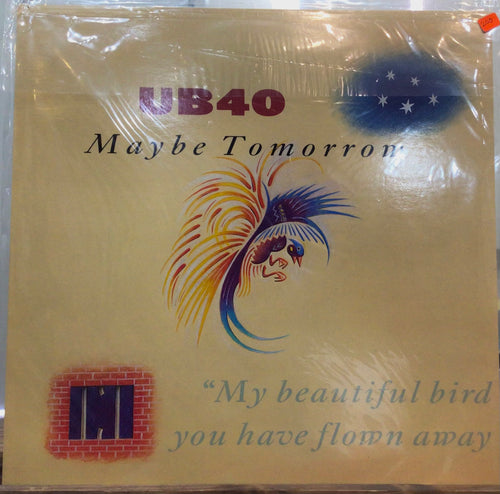 UB40
Maybe Tomorrow
“My beautiful bird
you have flown away